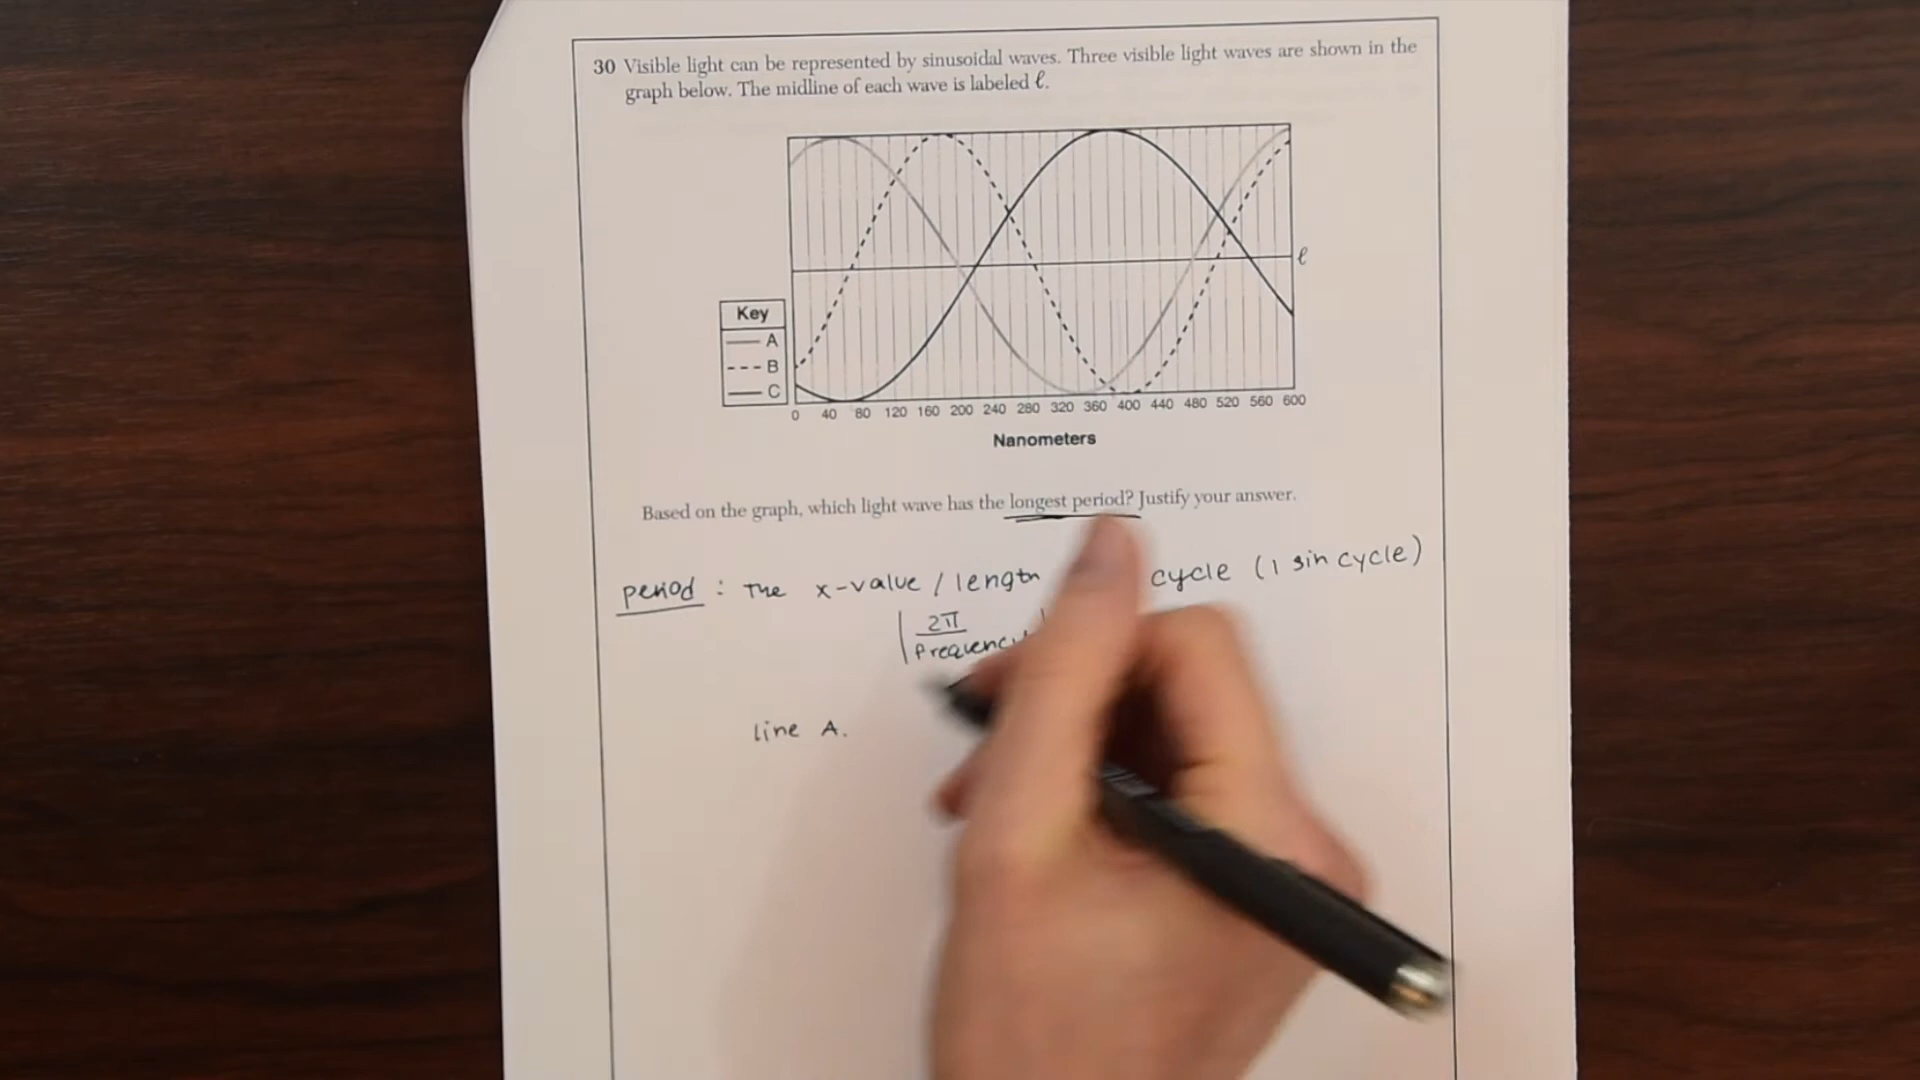 30 Visible light can be represented by sinusoidal waves. Three visible light waves are shown in the
graph below. The midline of each wave is labeled ℓ.
ℓ
Key
A
B
C
0 40 80 120 160 200 240 280 320 360 400 440 480 520 560 600
Nanometers
Based on the graph, which light wave has the longest period? Justify your answer.
period : The x-value / length cycle (1 sin cycle)
2π
frequency
line A.